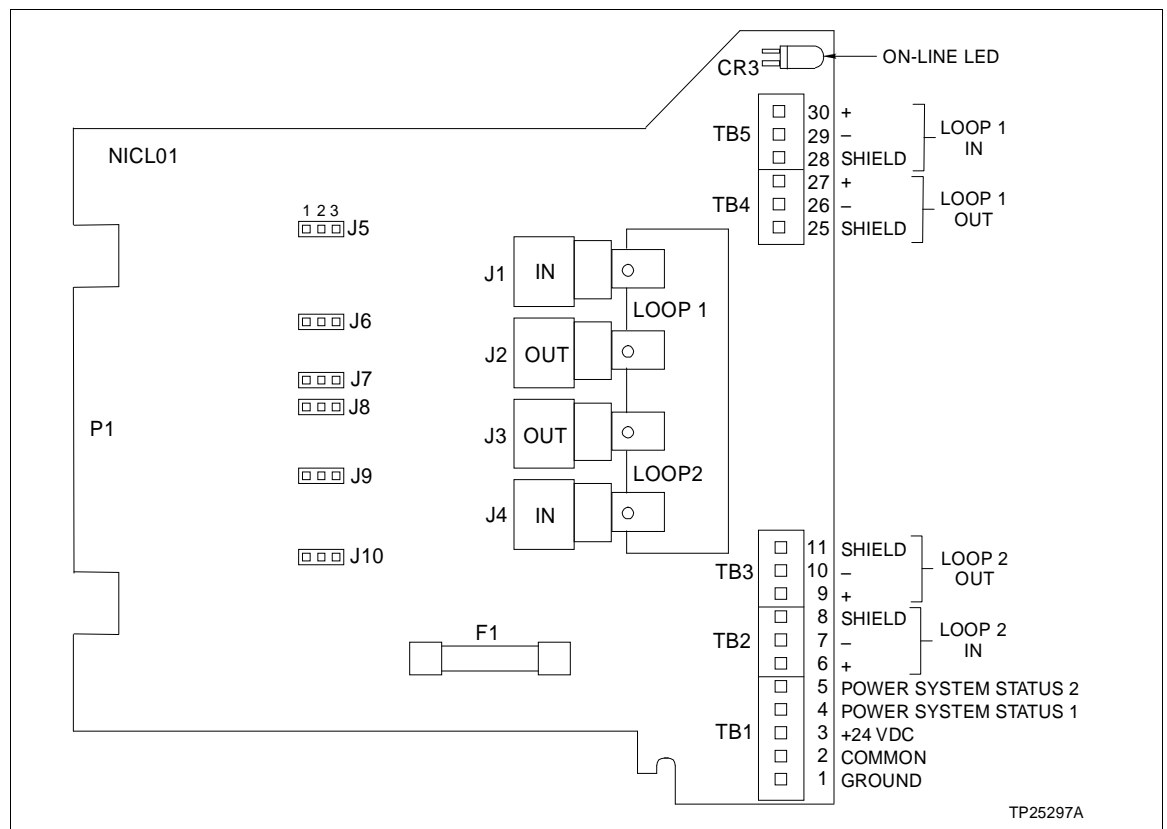 CR3
ON-LINE LED
NICL01
TB5
30 +
29 –
28 SHIELD
LOOP 1
IN
TB4
27 +
26 –
25 SHIELD
LOOP 1
OUT
1 2 3
J5
J6
J7
J8
J9
J10
P1
J1
IN
LOOP 1
J2
OUT
J3
OUT
LOOP2
J4
IN
F1
TB3
11 SHIELD
10 –
9 +
LOOP 2
OUT
TB2
8 SHIELD
7 –
6 +
LOOP 2
IN
TB1
5 POWER SYSTEM STATUS 2
4 POWER SYSTEM STATUS 1
3 +24 VDC
2 COMMON
1 GROUND
TP25297A